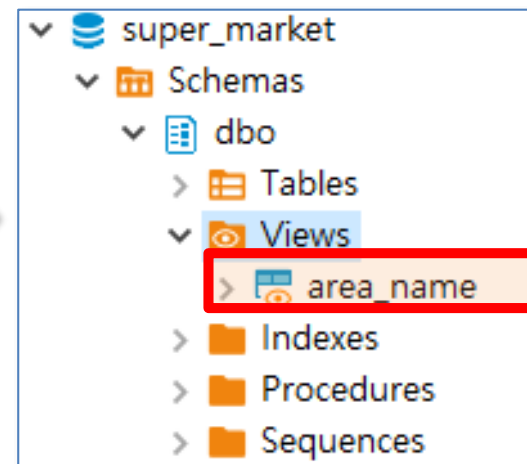 super_market
Schemas
dbo
Tables
Views
area_name
Indexes
Procedures
Sequences